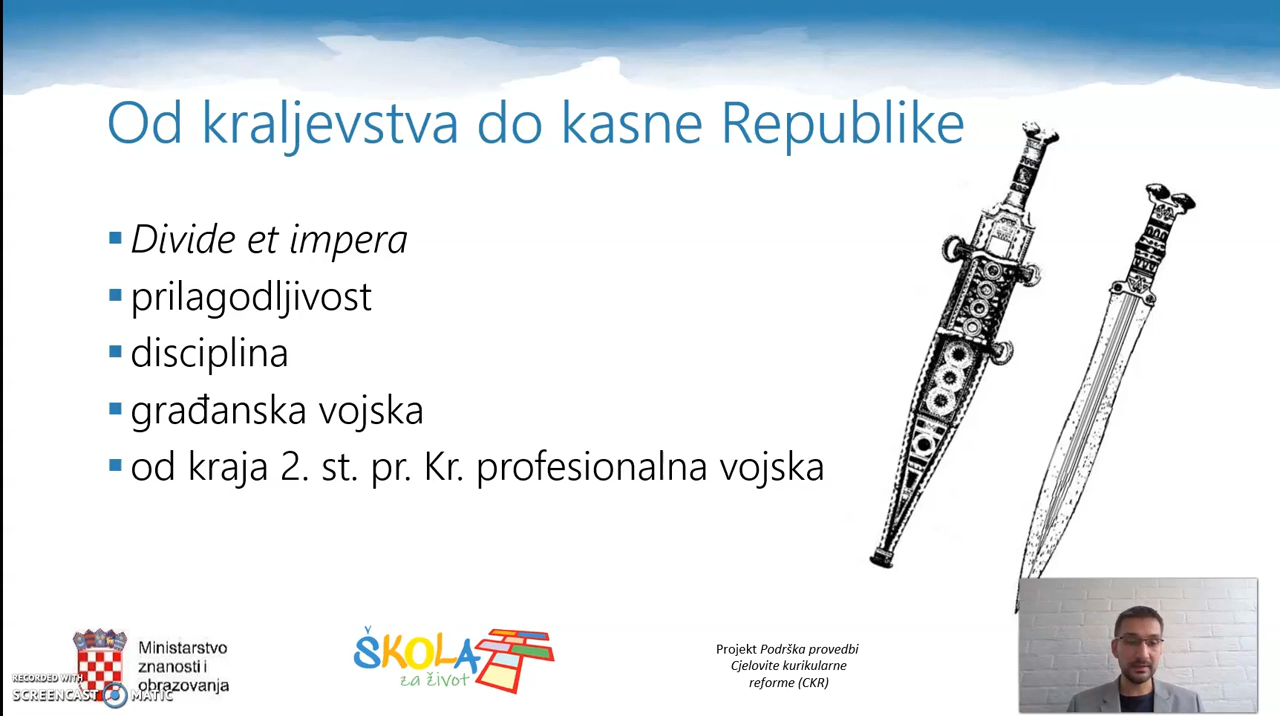 Od kraljevstva do kasne Republike
Divide et impera
prilagodljivost
disciplina
građanska vojska
od kraja 2. st. pr. Kr. profesionalna vojska
Ministarstvo
znanosti i
obrazovanja
RECORDED WITH
SCREENCAST MATIC
ŠKOLA
za život
Projekt Podrška provedbi
Cjelovite kurikularne
reforme (CKR)